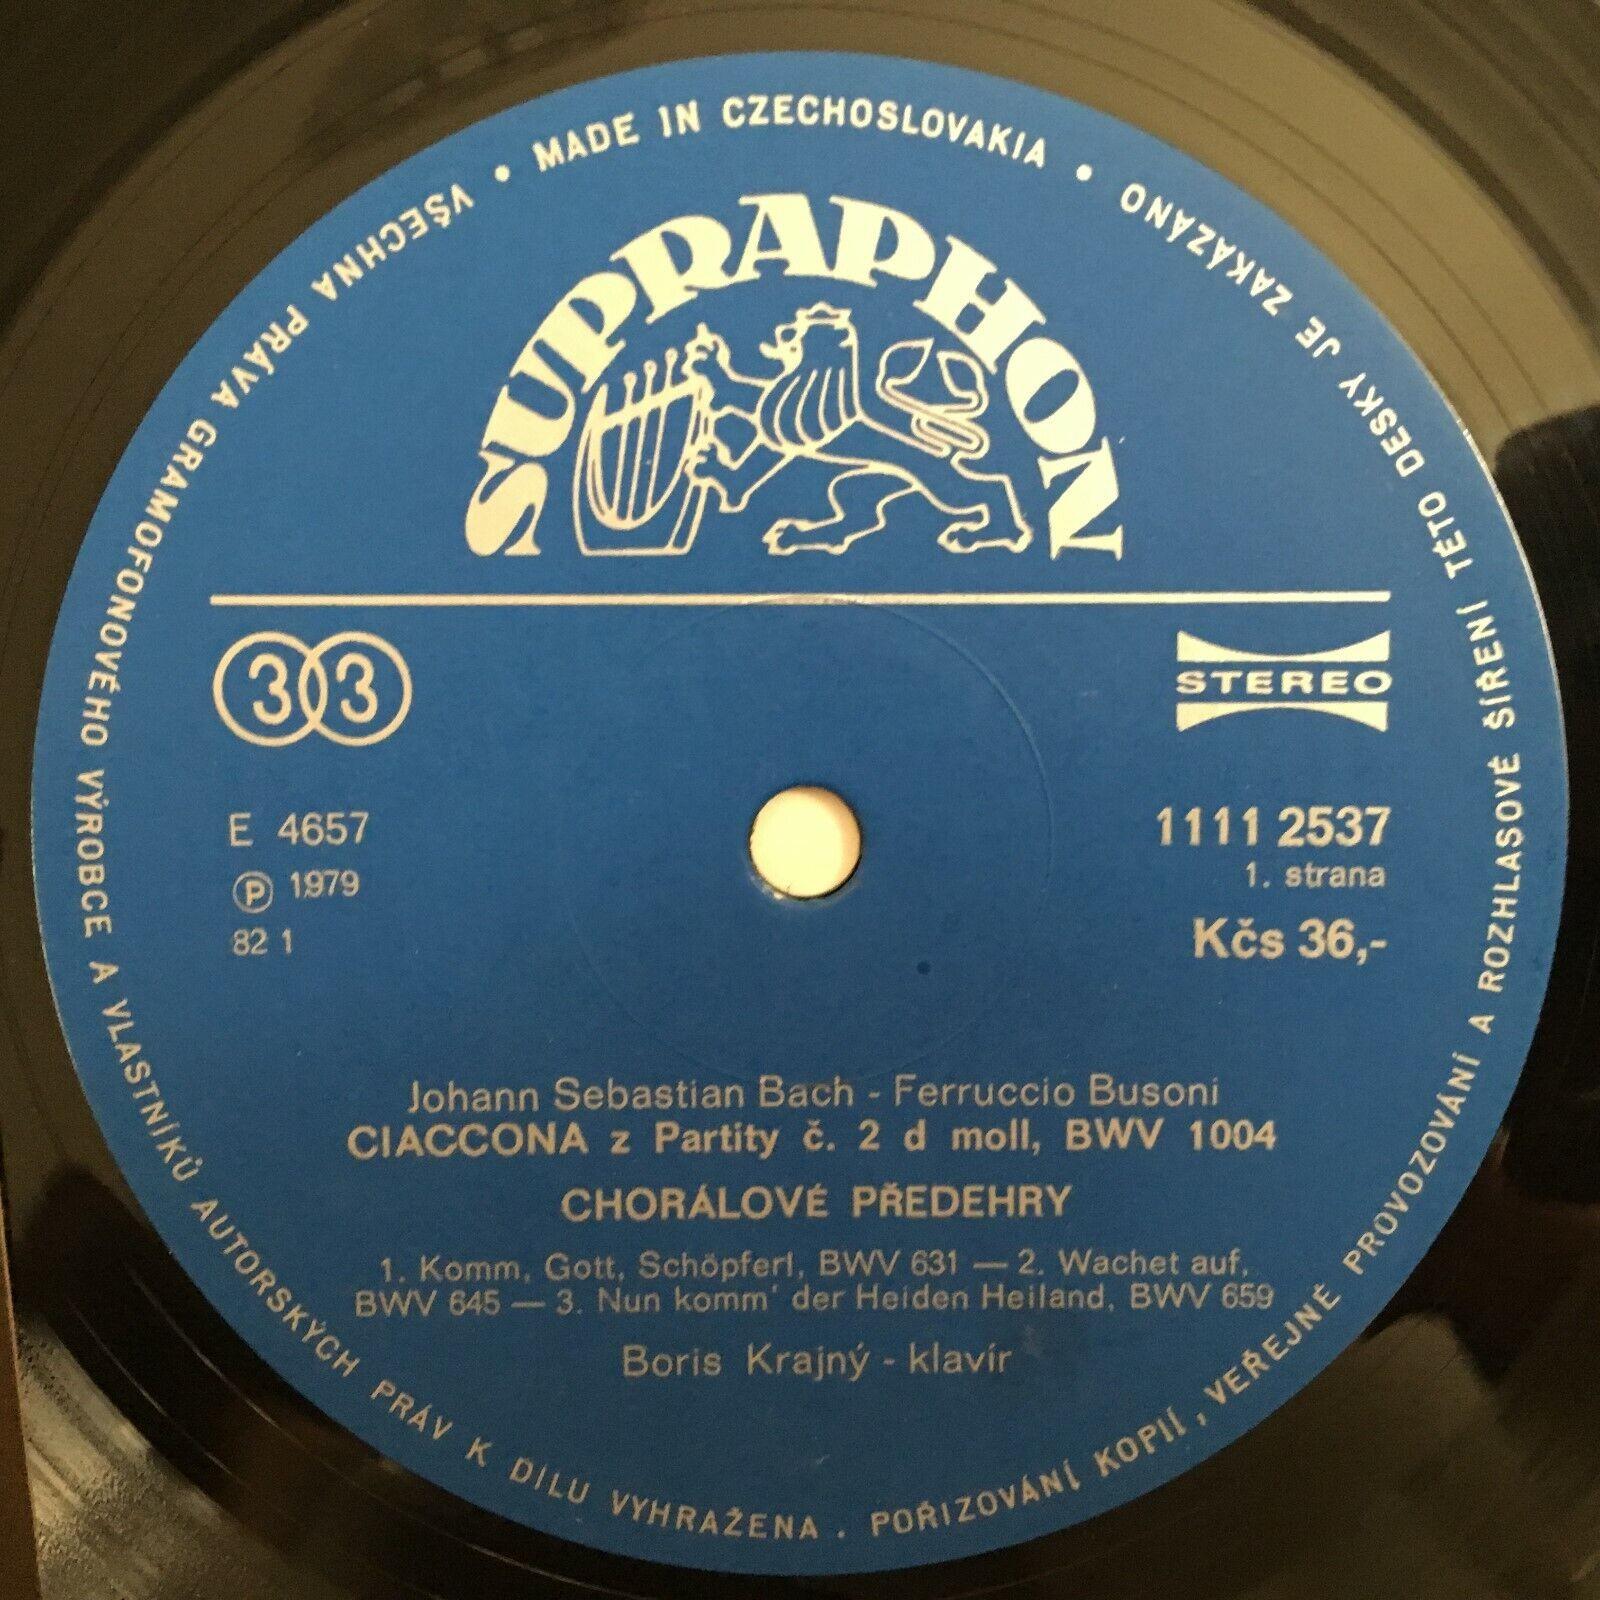 VŠECHNA PRÁVA GRAMOFONOVÉHO VÝROBCE A VLASTNÍKŮ AUTORSKÝCH PRÁV K DÍLU VYHRAŽENA . POŘIZOVÁNÍ KOPIÍ , VEŘEJNÉ PROVOZOVÁNÍ A ROZHLASOVÉ ŠÍŘENÍ TÉTO DESKY JE ZAKÁZÁNO • MADE IN CZECHOSLOVAKIA •
SUPRAPHON
33
STEREO
E 4657
1111 2537
℗ 1979
1. strana
82 1
Kčs 36,-
Johann Sebastian Bach - Ferruccio Busoni
CIACCONA z Partity č. 2 d moll, BWV 1004
CHORÁLOVÉ PŘEDEHRY
1. Komm, Gott, Schöpferl, BWV 631 — 2. Wachet auf,
BWV 645 — 3. Nun komm' der Heiden Heiland, BWV 659
Boris Krajný - klavír